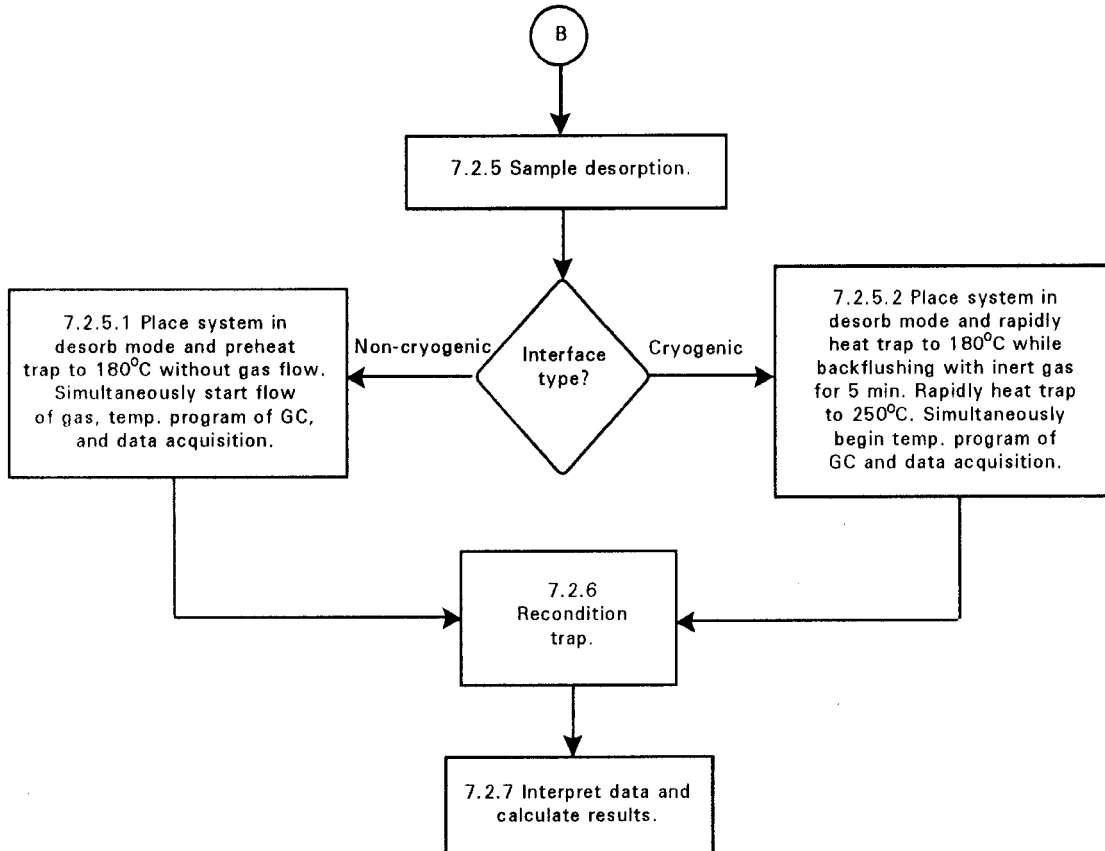 B
7.2.5 Sample desorption.
Interface
type?
Non-cryogenic
Cryogenic
7.2.5.1 Place system in
desorb mode and preheat
trap to 180°C without gas flow.
Simultaneously start flow
of gas, temp. program of GC,
and data acquisition.
7.2.5.2 Place system in
desorb mode and rapidly
heat trap to 180°C while
backflushing with inert gas
for 5 min. Rapidly heat trap
to 250°C. Simultaneously
begin temp. program of
GC and data acquisition.
7.2.6
Recondition
trap.
7.2.7 Interpret data and
calculate results.